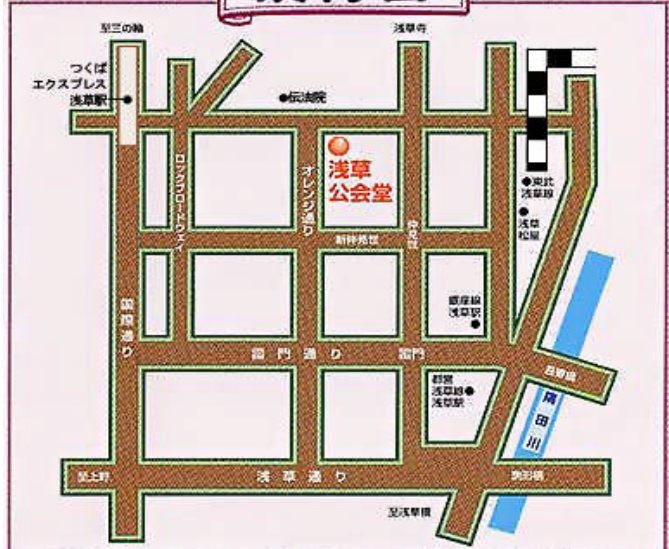 至三の輪
浅草寺
つくば
エクスプレス
浅草駅
伝法院
浅草
公会堂
ロックブロードウェイ
オレンジ通り
仲見世
新仲見世
東武
浅草線
浅草
松屋
国際通り
銀座線
浅草駅
雷門通り
雷門
吾妻橋
都営
浅草線
浅草駅
隅田川
至上野
浅草通り
駒形橋
至浅草橋